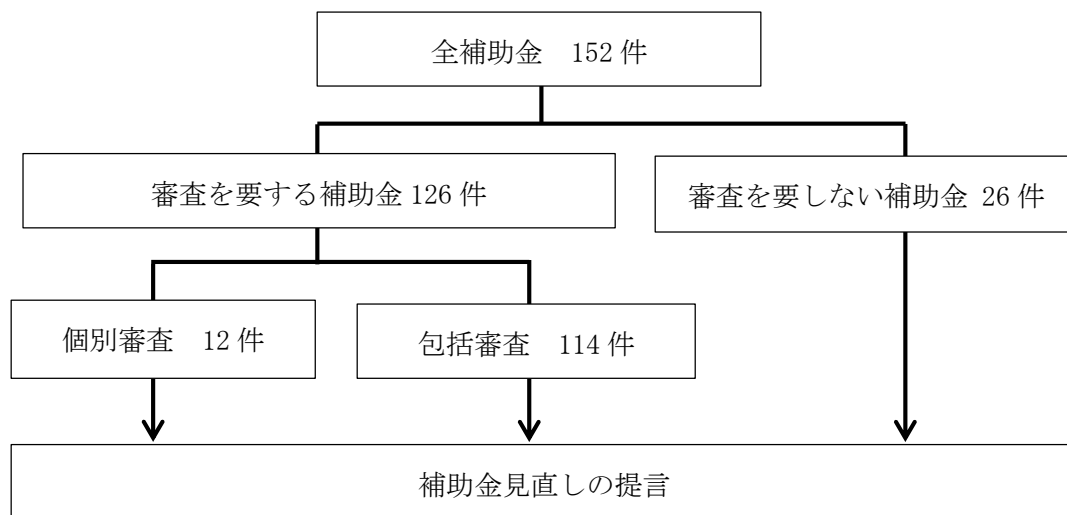 全補助金　152 件
審査を要する補助金 126 件
審査を要しない補助金 26 件
個別審査　12 件
包括審査　114 件
補助金見直しの提言